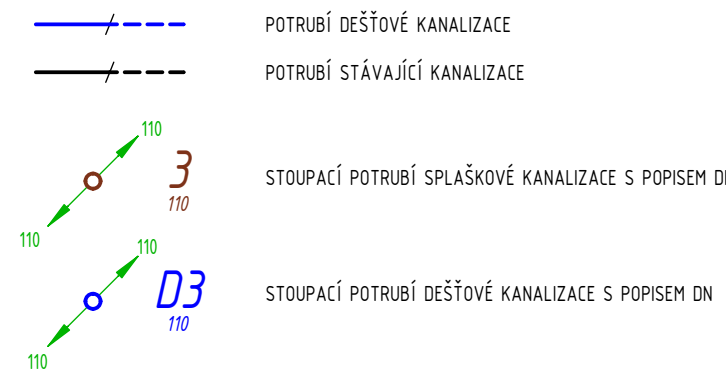 POTRUBÍ DEŠŤOVÉ KANALIZACE
POTRUBÍ STÁVAJÍCÍ KANALIZACE
110
3
110
110
STOUPACÍ POTRUBÍ SPLAŠKOVÉ KANALIZACE S POPISEM
110
D3
110
110
STOUPACÍ POTRUBÍ DEŠŤOVÉ KANALIZACE S POPISEM DN